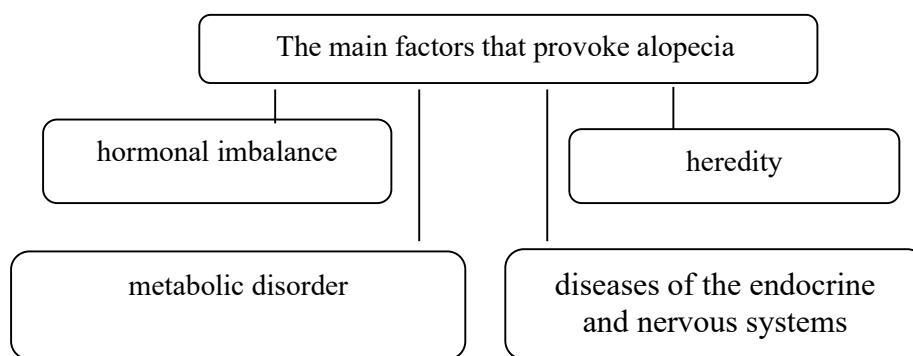 The main factors that provoke alopecia
hormonal imbalance
heredity
metabolic disorder
diseases of the endocrine
and nervous systems